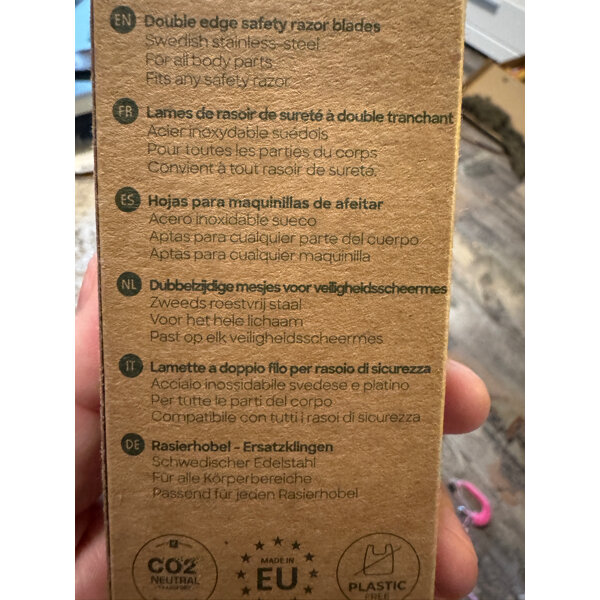 EN Double edge safety razor blades
Swedish stainless-steel
For all body parts
Fits any safety razor
FR Lames de rasoir de sureté à double tranchant
Acier inoxydable suédois
Pour toutes les parties du corps
Convient à tout rasoir de sureté.
ES Hojas para maquinillas de afeitar
Acero inoxidable sueco
Aptas para cualquier parte del cuerpo
Aptas para cualquier maquinilla
NL Dubbelzijdige mesjes voor veiligheidsscheermes
Zweeds roestvrij staal
Voor het hele lichaam
Past op elk veiligheidsscheermes
IT Lamette a doppio filo per rasoio di sicurezza
Acciaio inossidabile svedese e platino
Per tutte le parti del corpo
Compatibile con tutti i rasoi di sicurezza
DE Rasierhobel - Ersatzklingen
Schwedischer Edelstahl
Für alle Körperbereiche
Passend für jeden Rasierhobel
CO2
NEUTRAL
MADE IN
EU
PLASTIC
FREE